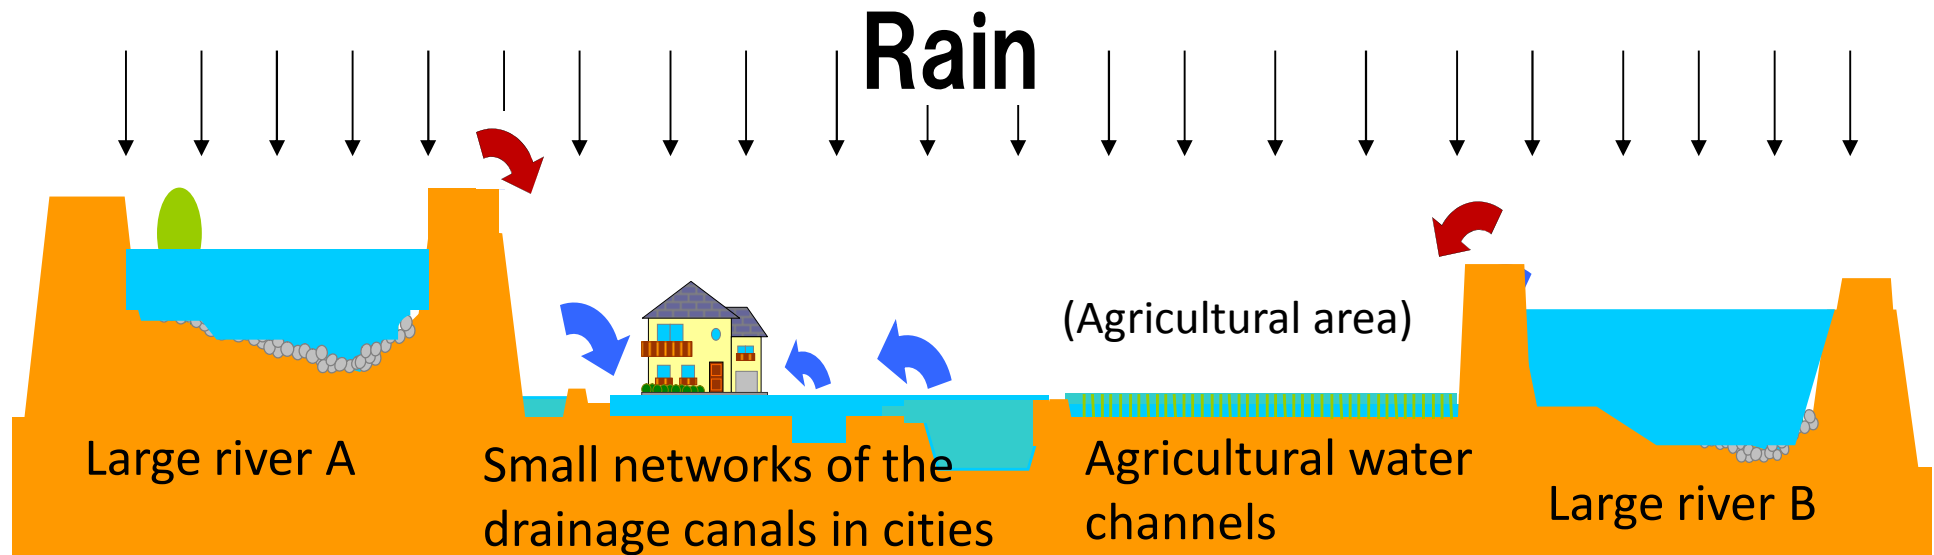 Rain
(Agricultural area)
Large river A
Small networks of the
drainage canals in cities
Agricultural water
channels
Large river B